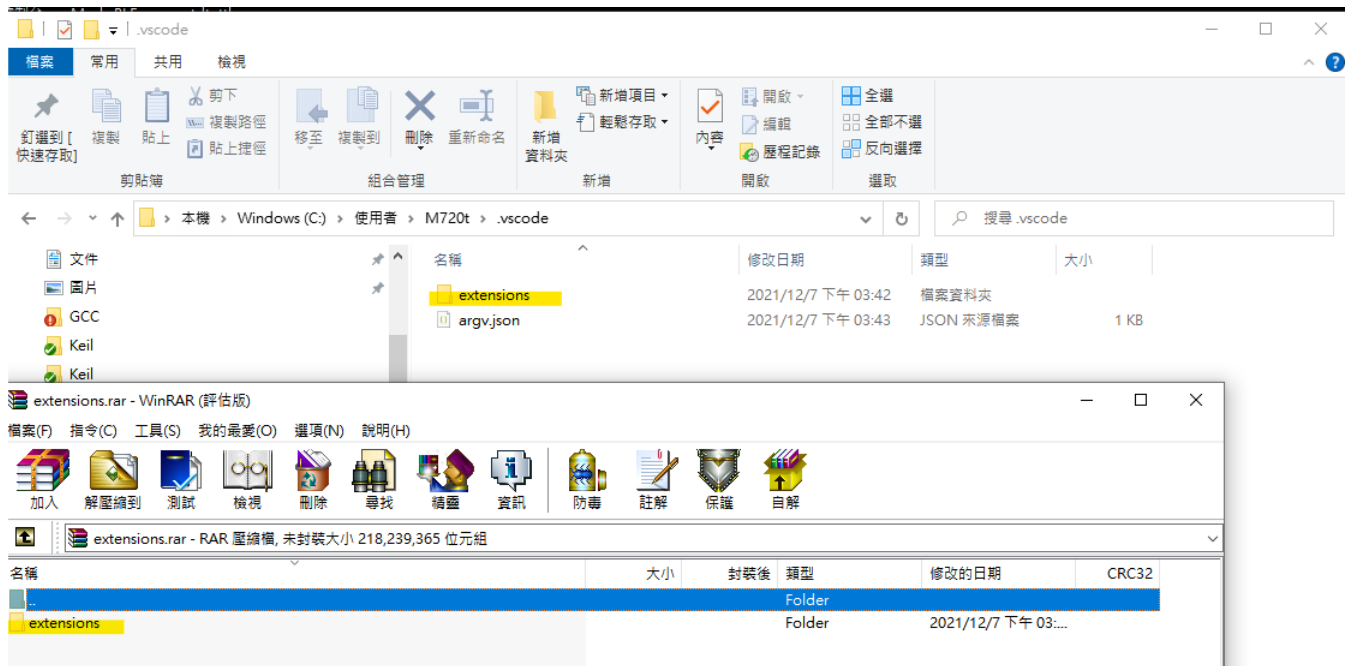 .vscode
檔案 常用 共用 檢視
釘選到 [快速存取] 複製 貼上 剪下 複製路徑 貼上捷徑
移至 複製到 刪除 重新命名
新增資料夾 新增項目 輕鬆存取
內容 開啟 編輯 歷程記錄
全選 全部不選 反向選擇
剪貼簿 組合管理 新增 開啟 選取
本機 Windows (C:) 使用者 M720t .vscode 搜尋 .vscode
文件
圖片
GCC
Keil
Keil
名稱 修改日期 類型 大小
extensions 2021/12/7 下午 03:42 檔案資料夾
argv.json 2021/12/7 下午 03:43 JSON 來源檔案 1 KB
extensions.rar - WinRAR (評估版)
檔案(F) 指令(C) 工具(S) 我的最愛(O) 選項(N) 說明(H)
加入 解壓縮到 測試 檢視 刪除 尋找 精靈 資訊 防毒 註解 保護 自解
extensions.rar - RAR 壓縮檔, 未封裝大小 218,239,365 位元組
名稱 大小 封裝後 類型 修改的日期 CRC32
.. Folder
extensions Folder 2021/12/7 下午 03:...